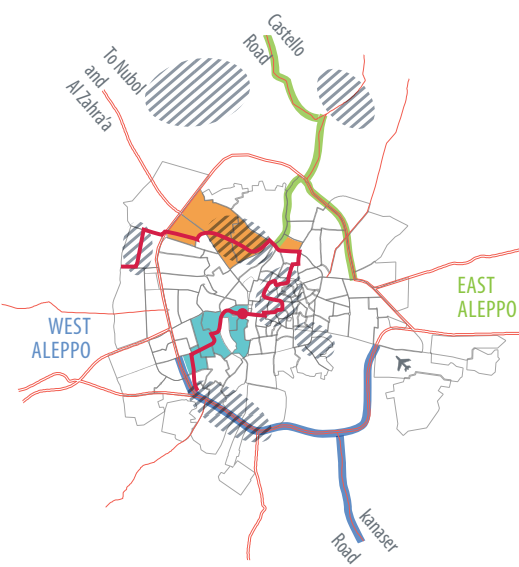 Castello
Road
To Nubol
and
Al Zahra'a
EAST
ALEPPO
WEST
ALEPPO
kanaser
Road